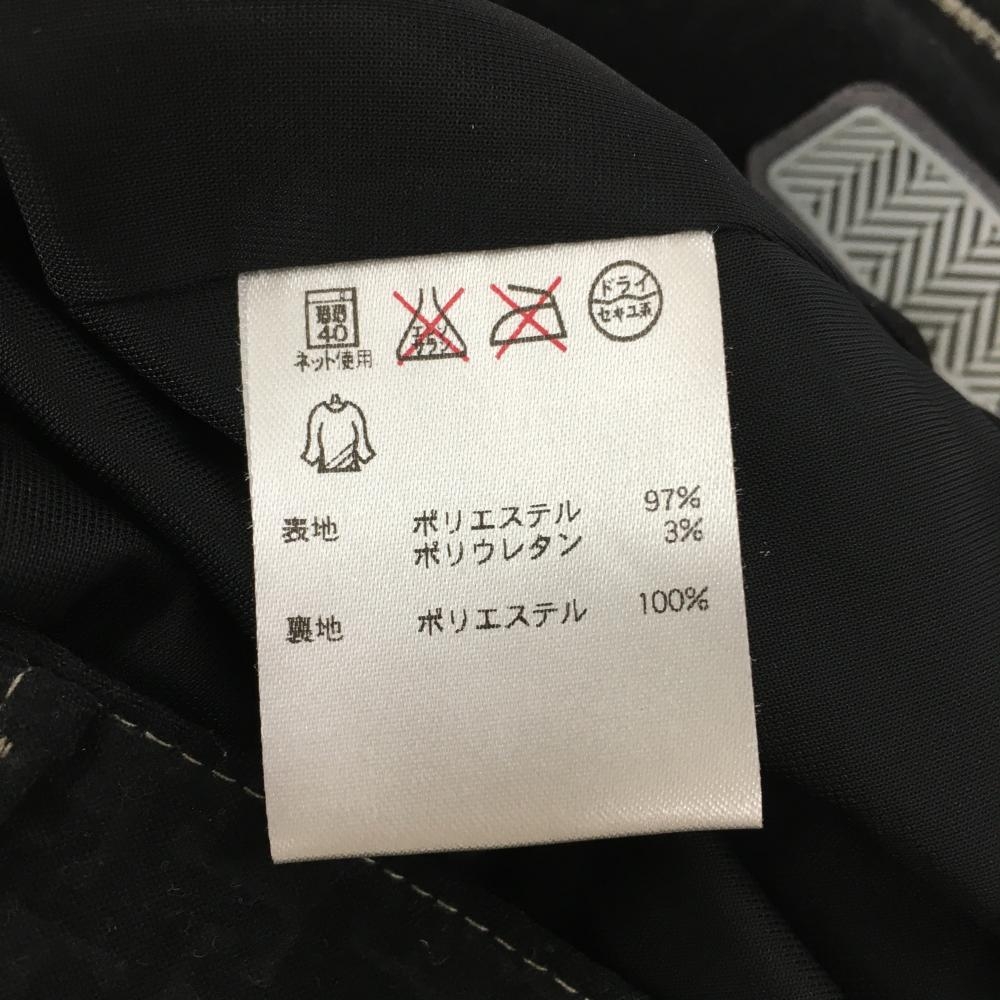 弱 40
ネット使用
エンソ サラシ
ドライ
セキユ系
表地 ポリエステル 97%
ポリウレタン 3%
裏地 ポリエステル 100%